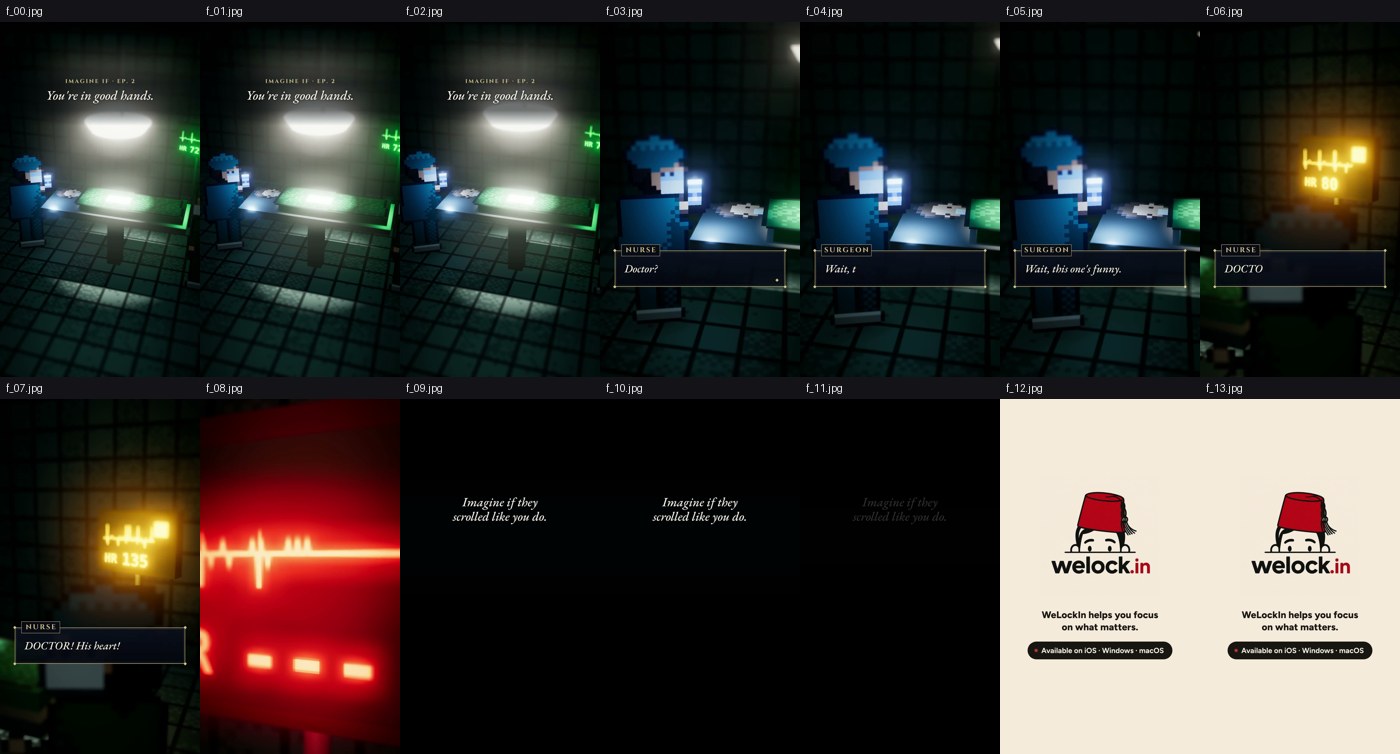 f_00.jpg
f_01.jpg
f_02.jpg
f_03.jpg
f_04.jpg
f_05.jpg
f_06.jpg
IMAGINE IF · EP. 2
You're in good hands.
HR 72
IMAGINE IF · EP. 2
You're in good hands.
HR 7
IMAGINE IF · EP. 2
You're in good hands.
NURSE
Doctor?
SURGEON
Wait, t
SURGEON
Wait, this one's funny.
HR 80
NURSE
DOCTO
f_07.jpg
f_08.jpg
f_09.jpg
f_10.jpg
f_11.jpg
f_12.jpg
f_13.jpg
HR 135
NURSE
DOCTOR! His heart!
R
Imagine if they
scrolled like you do.
Imagine if they
scrolled like you do.
Imagine if they
scrolled like you do.
welock.in
WeLockIn helps you focus
on what matters.
Available on iOS · Windows · macOS
welock.in
WeLockIn helps you focus
on what matters.
Available on iOS · Windows · macOS